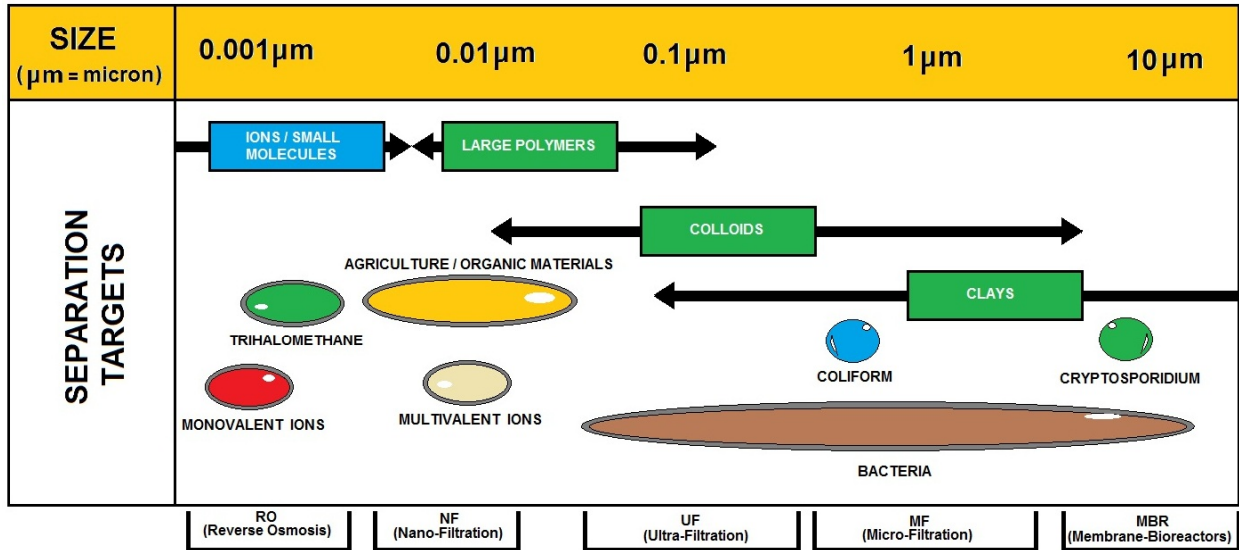 SIZE
(µm = micron)
0.001µm
0.01µm
0.1µm
1µm
10µm
SEPARATION
TARGETS
IONS / SMALL
MOLECULES
LARGE POLYMERS
COLLOIDS
AGRICULTURE / ORGANIC MATERIALS
CLAYS
TRIHALOMETHANE
COLIFORM
CRYPTOSPORIDIUM
MONOVALENT IONS
MULTIVALENT IONS
BACTERIA
RO
(Reverse Osmosis)
NF
(Nano-Filtration)
UF
(Ultra-Filtration)
MF
(Micro-Filtration)
MBR
(Membrane-Bioreactors)